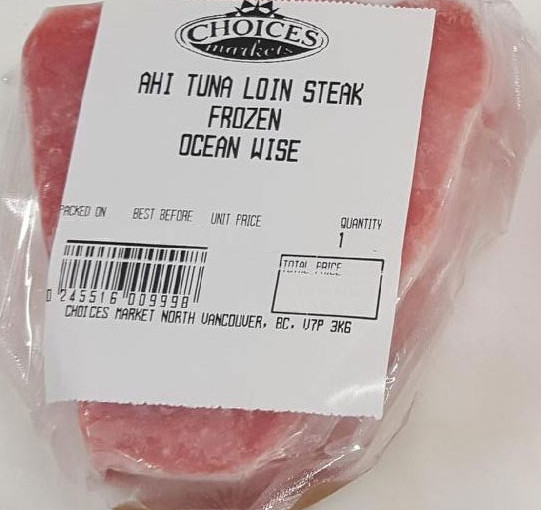 CHOICES
markets
AHI TUNA LOIN STEAK
FROZEN
OCEAN WISE
PACKED ON BEST BEFORE UNIT PRICE QUANTITY
1
TOTAL PRICE
0 245516 009998
CHOICES MARKET NORTH VANCOUVER, BC. V7P 3K6